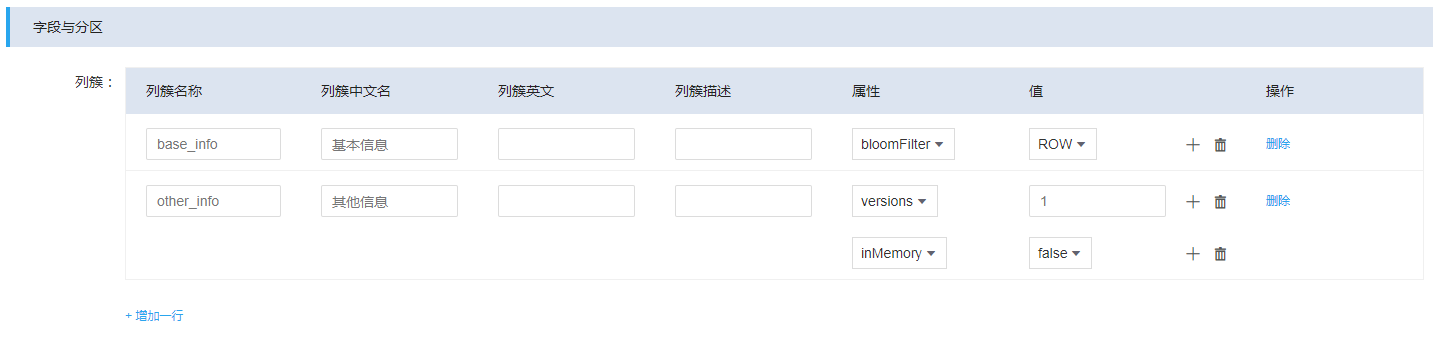 字段与分区
列簇：
列簇名称 列簇中文名 列簇英文 列簇描述 属性 值 操作
base_info 基本信息 bloomFilter ROW 删除
other_info 其他信息 versions 1 删除
inMemory false
+ 增加一行